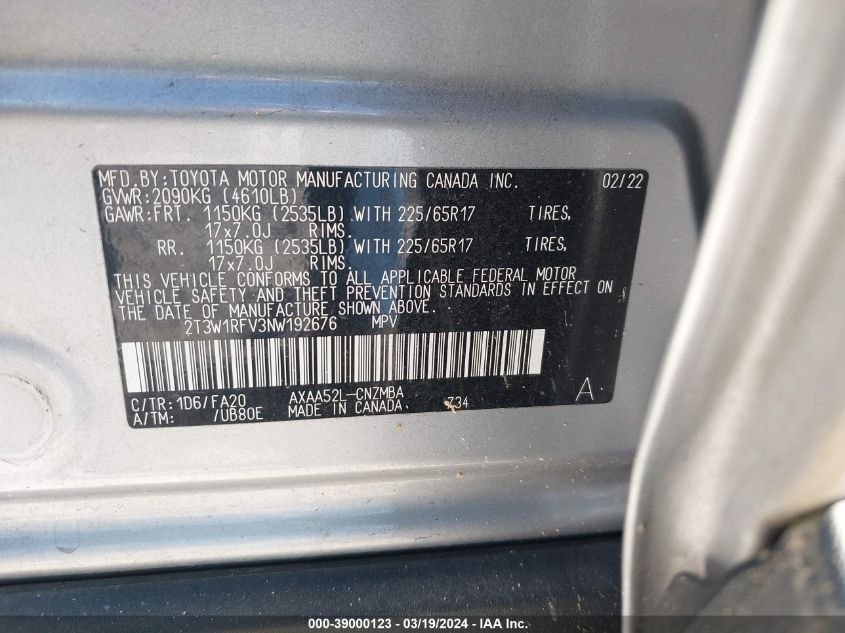 MFD. BY:TOYOTA MOTOR MANUFACTURING CANADA INC. 02/22
GVWR:2090KG (4610LB)
GAWR:FRT. 1150KG (2535LB) WITH 225/65R17 TIRES,
17x7.0J RIMS.
RR. 1150KG (2535LB) WITH 225/65R17 TIRES,
17x7.0J RIMS.
THIS VEHICLE CONFORMS TO ALL APPLICABLE FEDERAL MOTOR
VEHICLE SAFETY AND THEFT PREVENTION STANDARDS IN EFFECT ON
THE DATE OF MANUFACTURE SHOWN ABOVE.
2T3W1RFV3NW192676 MPV
C/TR:1D6/FA20 AXAA52L-CNZMBA
A/TM: /UB80E MADE IN CANADA. Z34 A
000-39000123 - 03/19/2024 - IAA Inc.